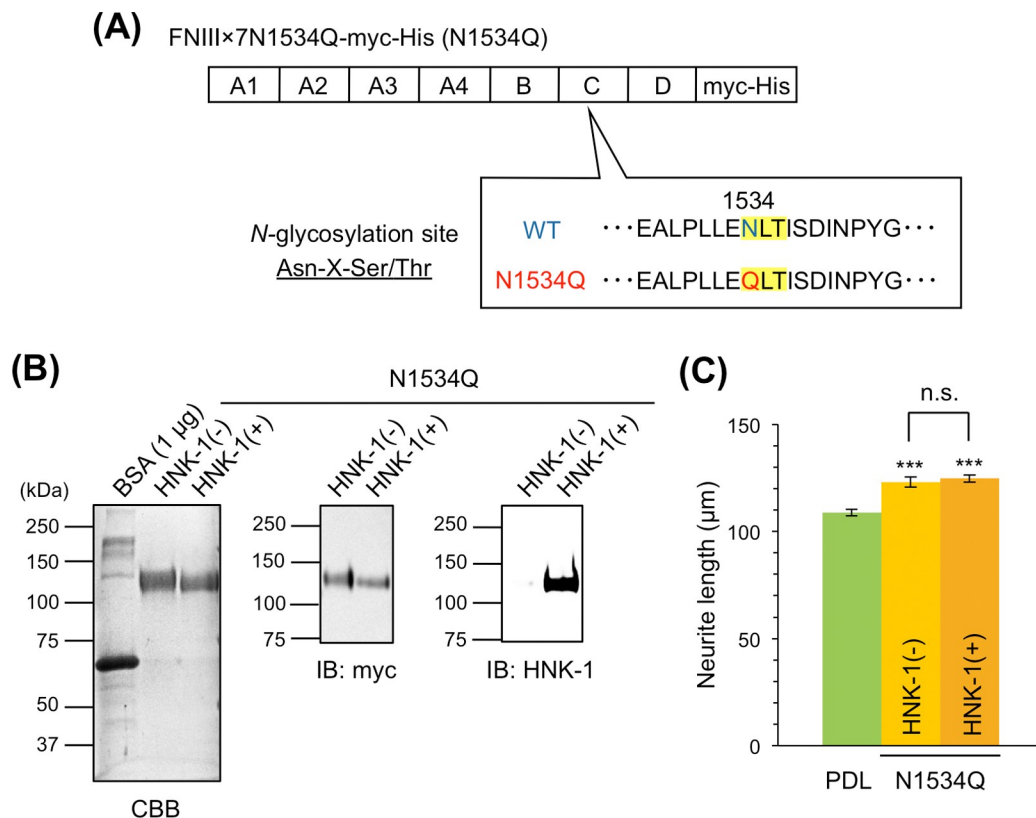 (A)
FNIII×7N1534Q-myc-His (N1534Q)
A1 A2 A3 A4 B C D myc-His
1534
N-glycosylation site
Asn-X-Ser/Thr
WT ···EALPLLENLTISDINPYG···
N1534Q ···EALPLLEQLTISDINPYG···
(B)
N1534Q
(kDa)
BSA (1 µg)
HNK-1(-)
HNK-1(+)
250
150
100
75
50
37
CBB
HNK-1(-)
HNK-1(+)
250
150
100
75
IB: myc
HNK-1(-)
HNK-1(+)
250
150
100
75
IB: HNK-1
(C)
n.s.
*** ***
Neurite length (µm)
150
100
50
0
HNK-1(-)
HNK-1(+)
PDL N1534Q